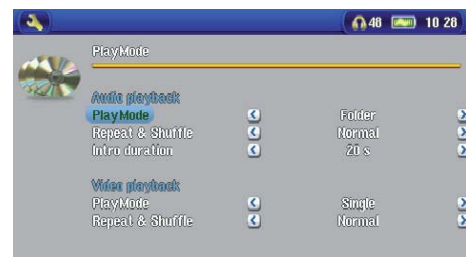 48 10 28
PlayMode
Audio playback
PlayMode Folder
Repeat & Shuffle Normal
Intro duration 20 s
Video playback
PlayMode Single
Repeat & Shuffle Normal